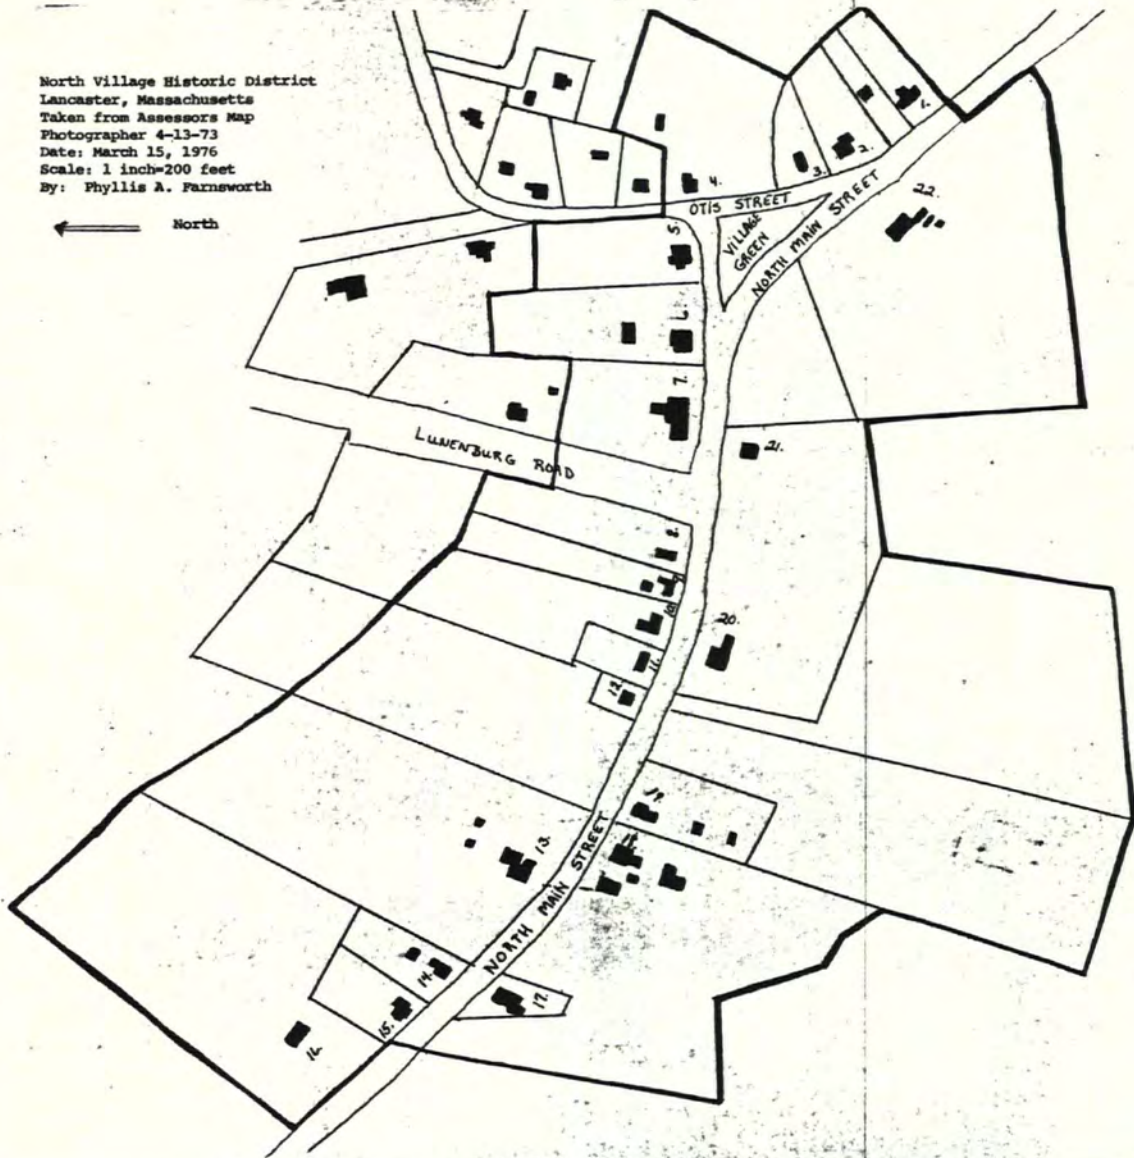 North Village Historic District
Lancaster, Massachusetts
Taken from Assessors Map
Photographer 4-13-73
Date: March 15, 1976
Scale: 1 inch=200 feet
By: Phyllis A. Farnsworth
North
1.
2.
3.
4.
OTIS STREET
22.
VILLAGE
GREEN
NORTH MAIN STREET
5.
6.
7.
LUNENBURG ROAD
21.
8.
9.
10.
11.
12.
20.
19.
18.
13.
NORTH MAIN STREET
14.
15.
16.
17.